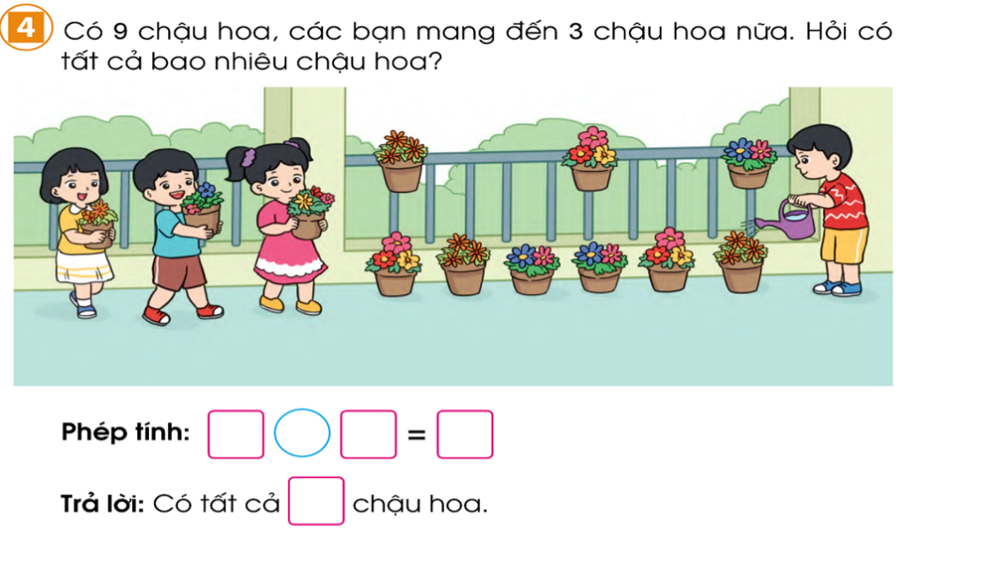 4 Có 9 chậu hoa, các bạn mang đến 3 chậu hoa nữa. Hỏi có
tất cả bao nhiêu chậu hoa?
Phép tính: =
Trả lời: Có tất cả chậu hoa.